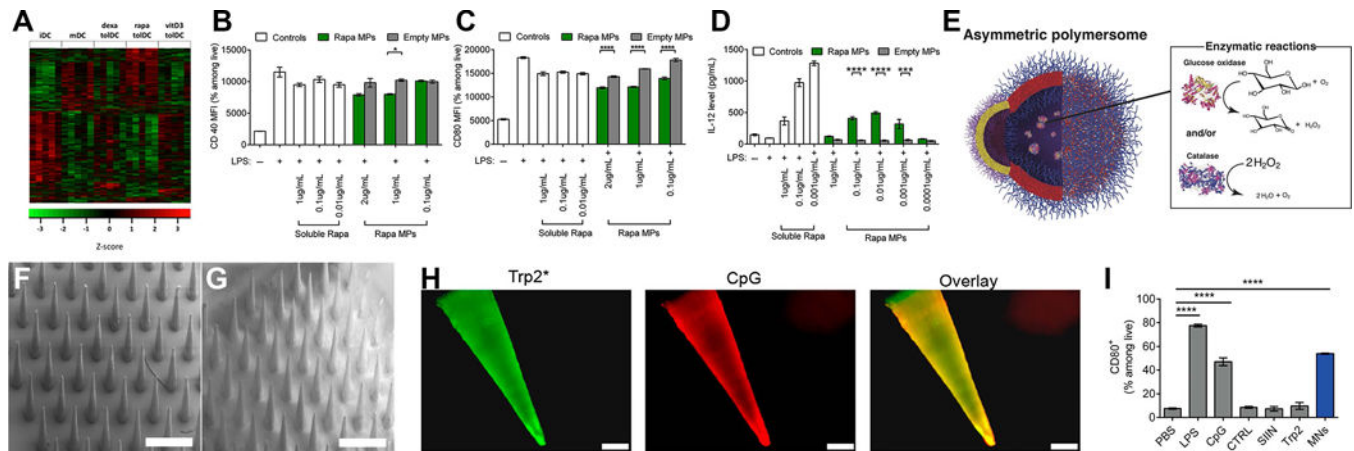 A
iDC mDC dexa tolDC rapa tolDC vitD3 tolDC
-3 -2 -1 0 1 2 3
Z-score
B
Controls Rapa MPs Empty MPs
*
CD 40 MFI (% among live)
15000
10000
5000
0
LPS: – + + + + + + +
1ug/mL 0.1ug/mL 0.01ug/mL 2ug/mL 1ug/mL 0.1ug/mL
Soluble Rapa Rapa MPs
C
Controls Rapa MPs Empty MPs
**** **** ****
CD80 MFI (% among live)
20000
15000
10000
5000
0
LPS: – + + + + + + +
1ug/mL 0.1ug/mL 0.01ug/mL 2ug/mL 1ug/mL 0.1ug/mL
Soluble Rapa Rapa MPs
D
Controls Rapa MPs Empty MPs
**** **** ***
IL-12 level (pg/mL)
1500
1000
500
0
LPS: – + + + + + + + + +
1ug/mL 0.1ug/mL 0.001ug/mL 1ug/mL 0.1ug/mL 0.01ug/mL 0.001ug/mL 0.0001ug/mL
Soluble Rapa Rapa MPs
E
Asymmetric polymersome
Enzymatic reactions
Glucose oxidase
+ O₂
+ H₂O₂
and/or
Catalase
2H₂O₂
2H₂O + O₂
F
G
H
Trp2* CpG Overlay
I
****
****
****
CD80⁺
(% among live)
100
80
60
40
20
0
PBS LPS CpG CTRL SIIN Trp2 MNs